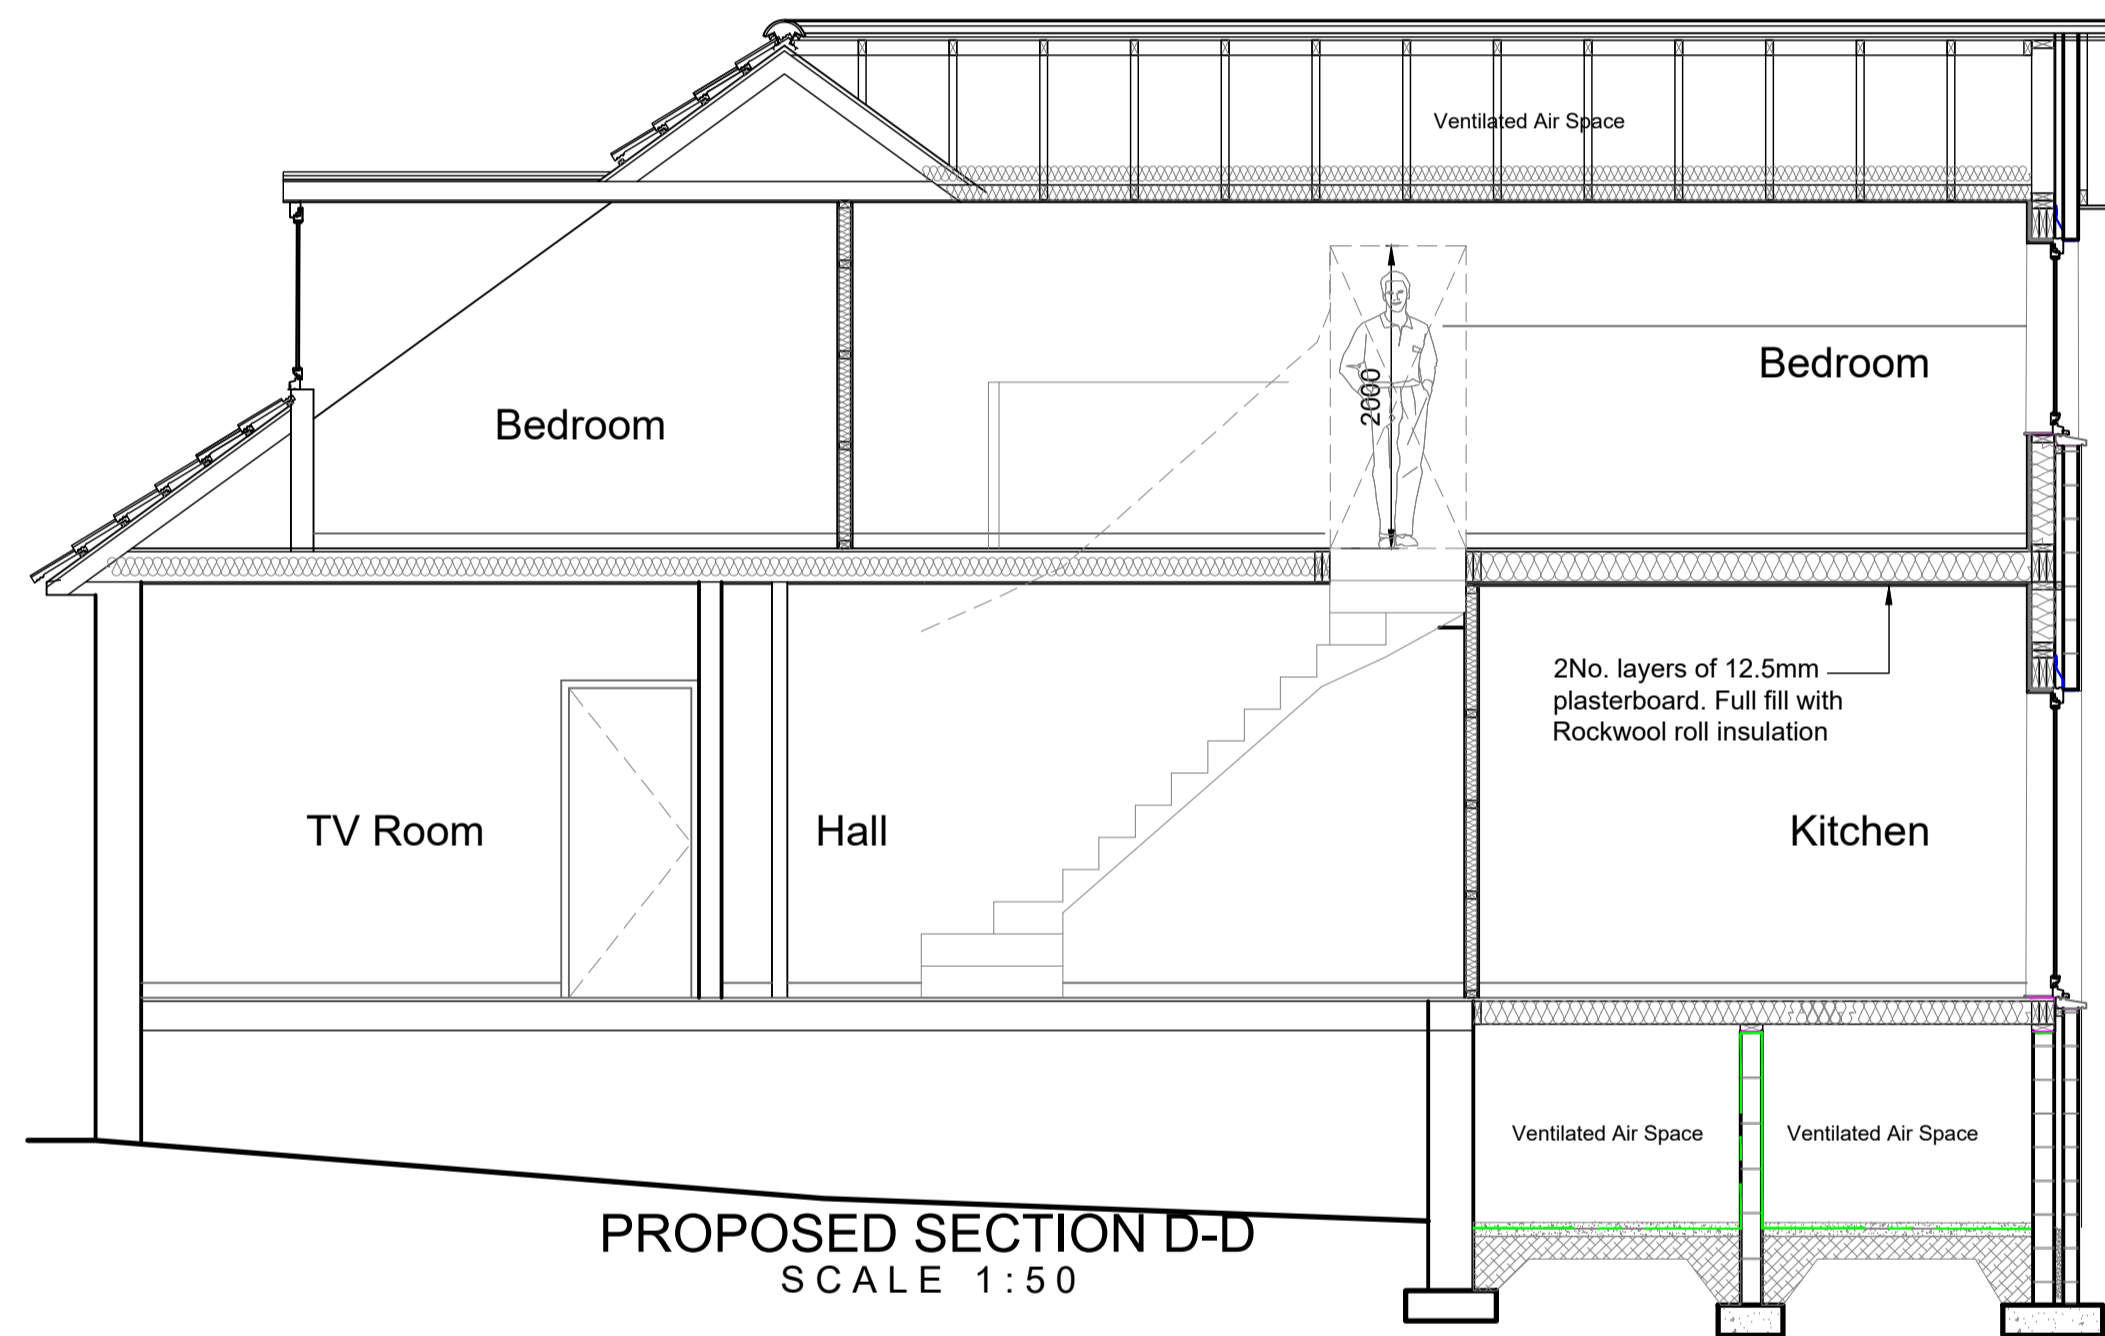 Ventilated Air Space
Bedroom
2000
Bedroom
2No. layers of 12.5mm
plasterboard. Full fill with
Rockwool roll insulation
TV Room
Hall
Kitchen
Ventilated Air Space
Ventilated Air Space
PROPOSED SECTION D-D
SCALE 1:50